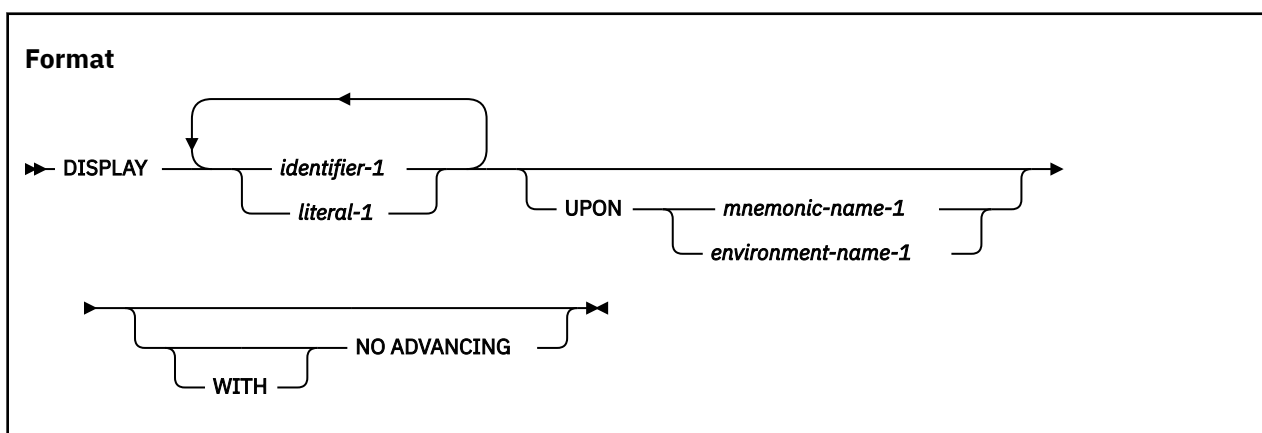 Format
DISPLAY identifier-1
literal-1
UPON mnemonic-name-1
environment-name-1
NO ADVANCING
WITH